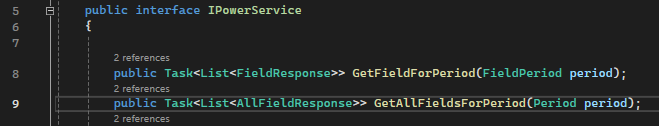 5 public interface IPowerService
6 {
7
2 references
8 public Task<List<FieldResponse>> GetFieldForPeriod(FieldPeriod period);
2 references
9 public Task<List<AllFieldResponse>> GetAllFieldsForPeriod(Period period);
2 references